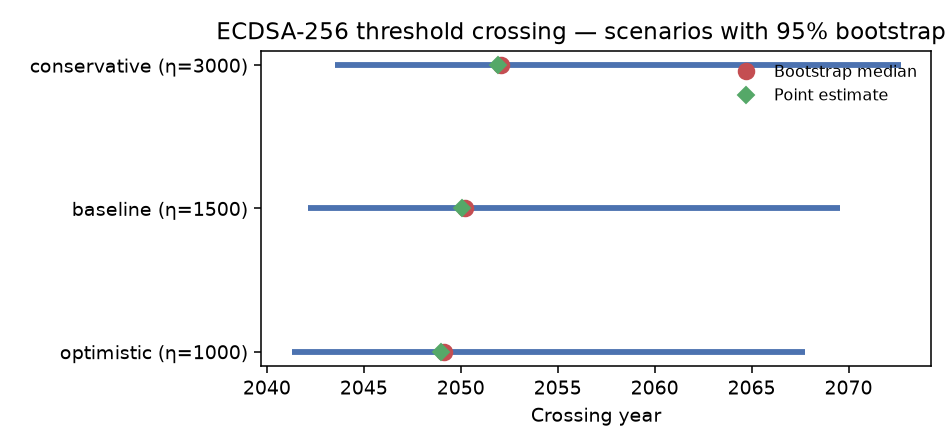 ECDSA-256 threshold crossing — scenarios with 95% bootstrap
conservative (η=3000)
Bootstrap median
Point estimate
baseline (η=1500)
optimistic (η=1000)
2040 2045 2050 2055 2060 2065 2070
Crossing year